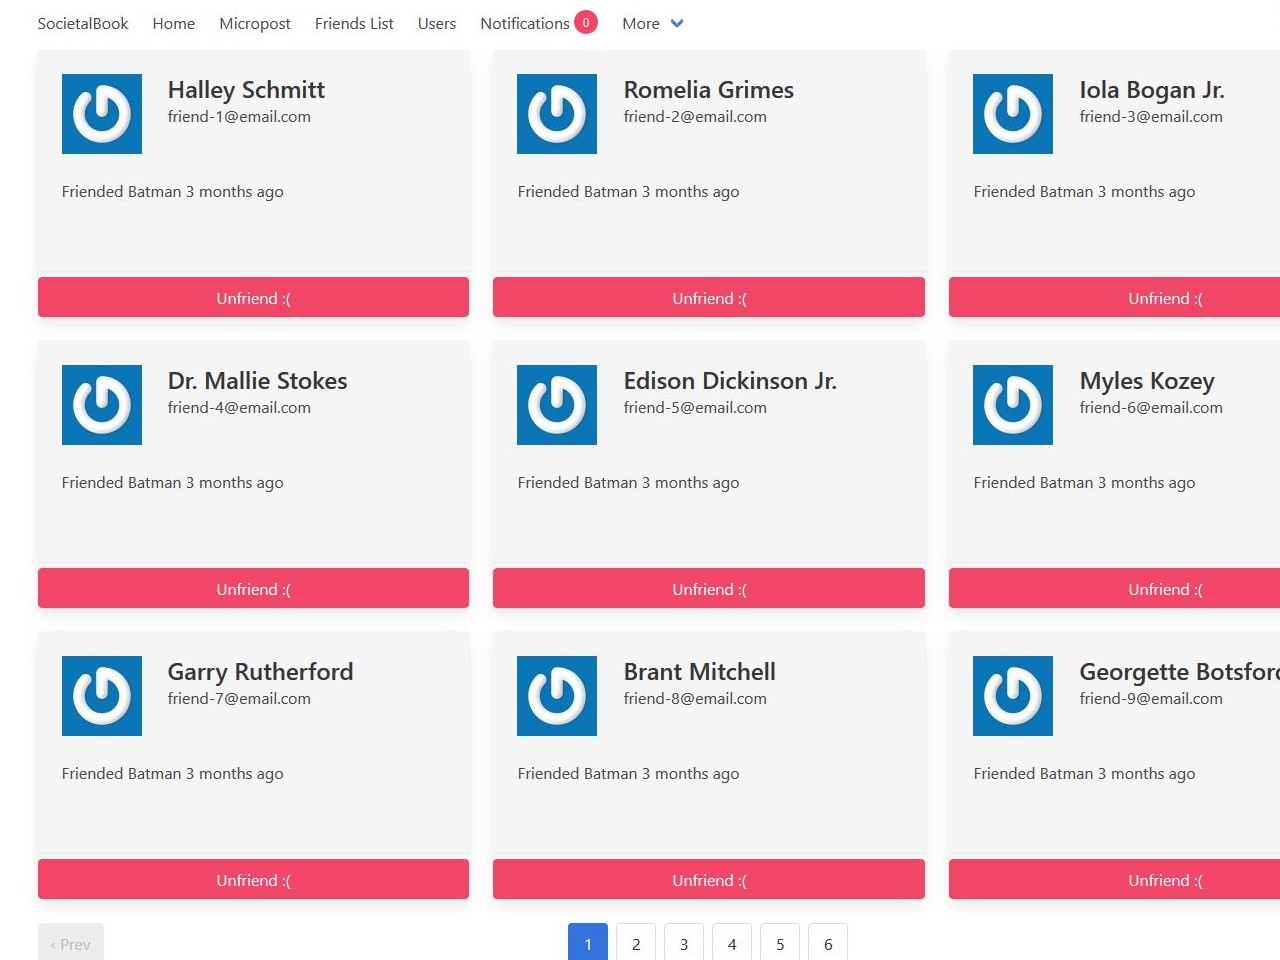 SocietalBook Home Micropost Friends List Users Notifications 0 More
Halley Schmitt
friend-1@email.com
Friended Batman 3 months ago
Unfriend :(
Romelia Grimes
friend-2@email.com
Friended Batman 3 months ago
Unfriend :(
Iola Bogan Jr.
friend-3@email.com
Friended Batman 3 months ago
Unfriend :(
Dr. Mallie Stokes
friend-4@email.com
Friended Batman 3 months ago
Unfriend :(
Edison Dickinson Jr.
friend-5@email.com
Friended Batman 3 months ago
Unfriend :(
Myles Kozey
friend-6@email.com
Friended Batman 3 months ago
Unfriend :(
Garry Rutherford
friend-7@email.com
Friended Batman 3 months ago
Unfriend :(
Brant Mitchell
friend-8@email.com
Friended Batman 3 months ago
Unfriend :(
Georgette Botsford
friend-9@email.com
Friended Batman 3 months ago
Unfriend :(
‹ Prev 1 2 3 4 5 6